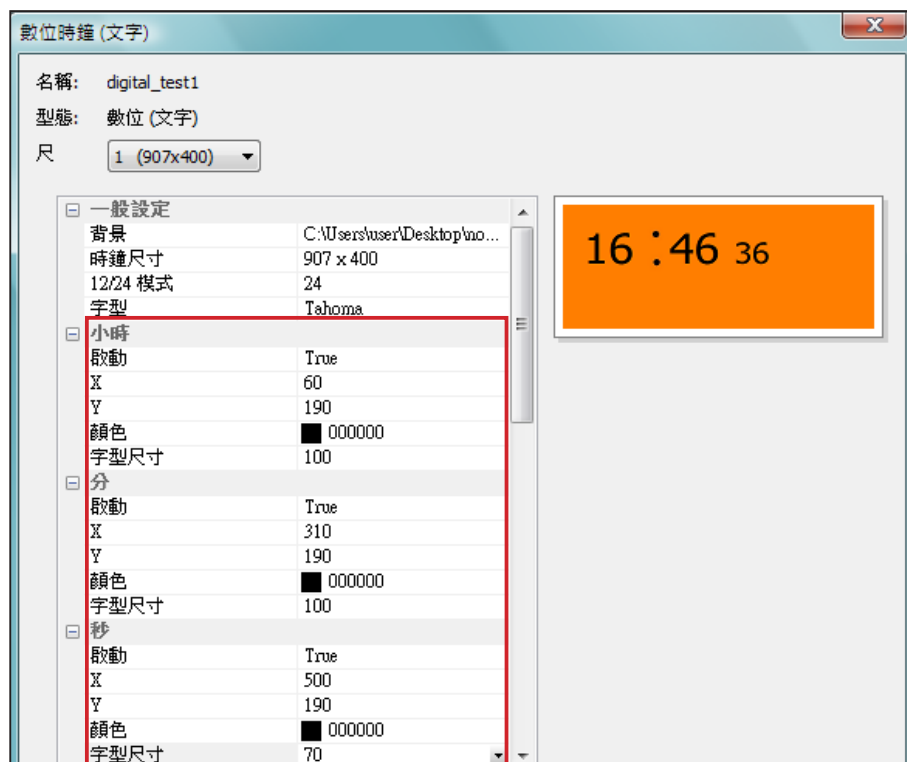 數位時鐘 (文字)
名稱: digital_test1
型態: 數位 (文字)
尺 1 (907x400)
一般設定
背景 C:\Users\user\Desktop\no...
時鐘尺寸 907 x 400
12/24 模式 24
字型 Tahoma
小時
啟動 True
X 60
Y 190
顏色 000000
字型尺寸 100
分
啟動 True
X 310
Y 190
顏色 000000
字型尺寸 100
秒
啟動 True
X 500
Y 190
顏色 000000
字型尺寸 70
16:46 36